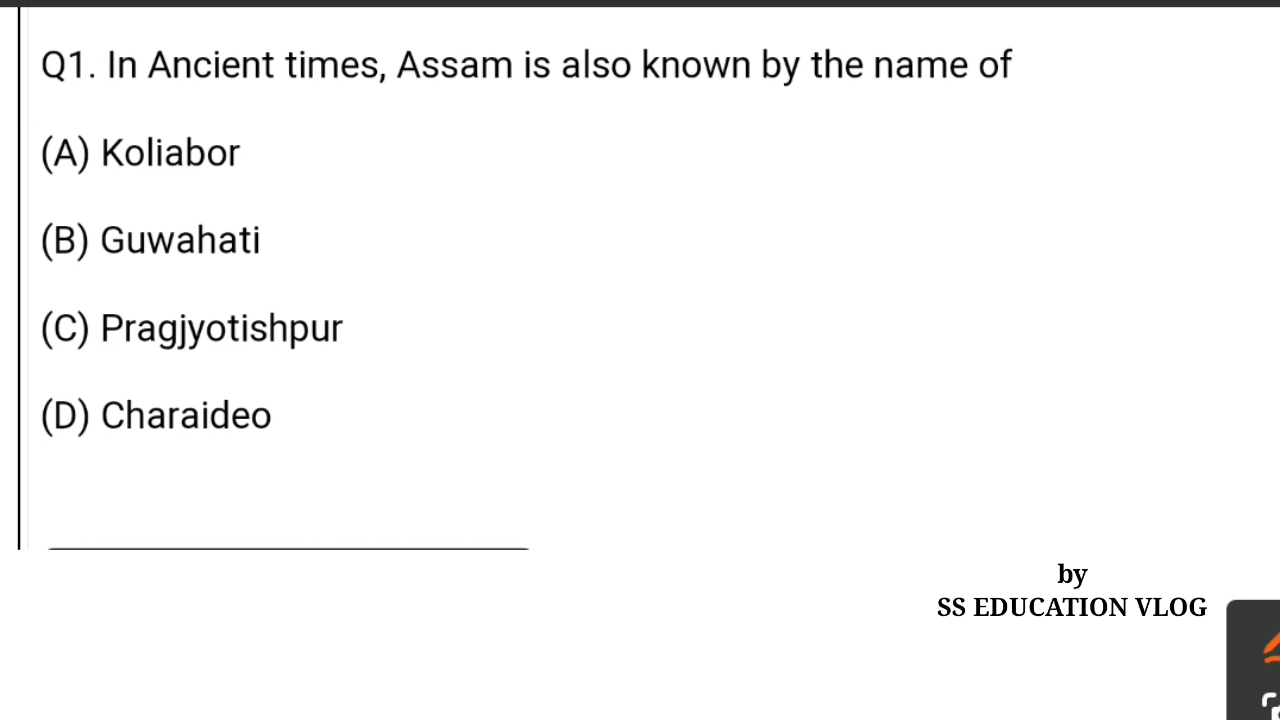 Q1. In Ancient times, Assam is also known by the name of
(A) Koliabor
(B) Guwahati
(C) Pragjyotishpur
(D) Charaideo
by
SS EDUCATION VLOG